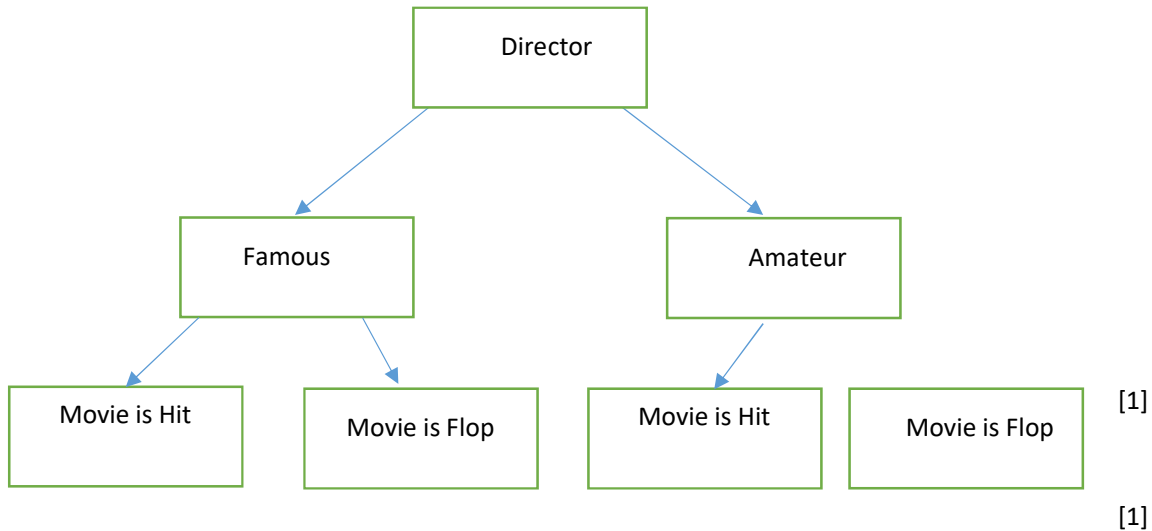 Director
Famous
Amateur
Movie is Hit
Movie is Flop
Movie is Hit
Movie is Flop
[1]
[1]